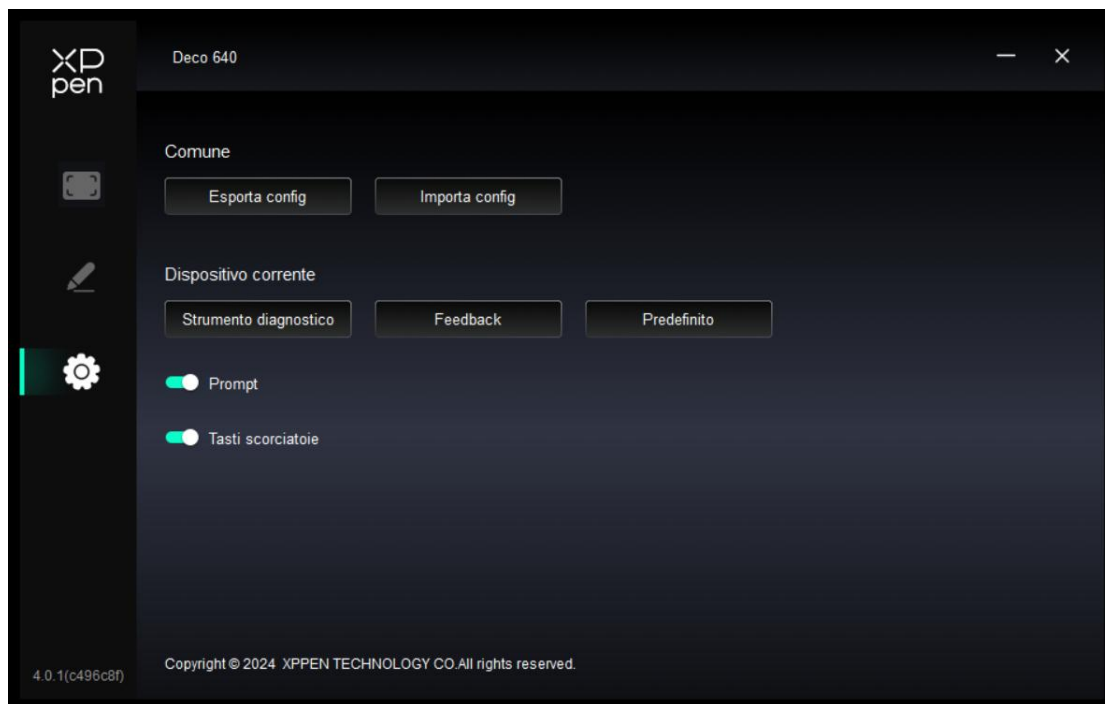 XP
pen
Deco 640
Comune
Esporta config
Importa config
Dispositivo corrente
Strumento diagnostico
Feedback
Predefinito
Prompt
Tasti scorciatoie
Copyright © 2024 XPPEN TECHNOLOGY CO.All rights reserved.
4.0.1(c496c8f)